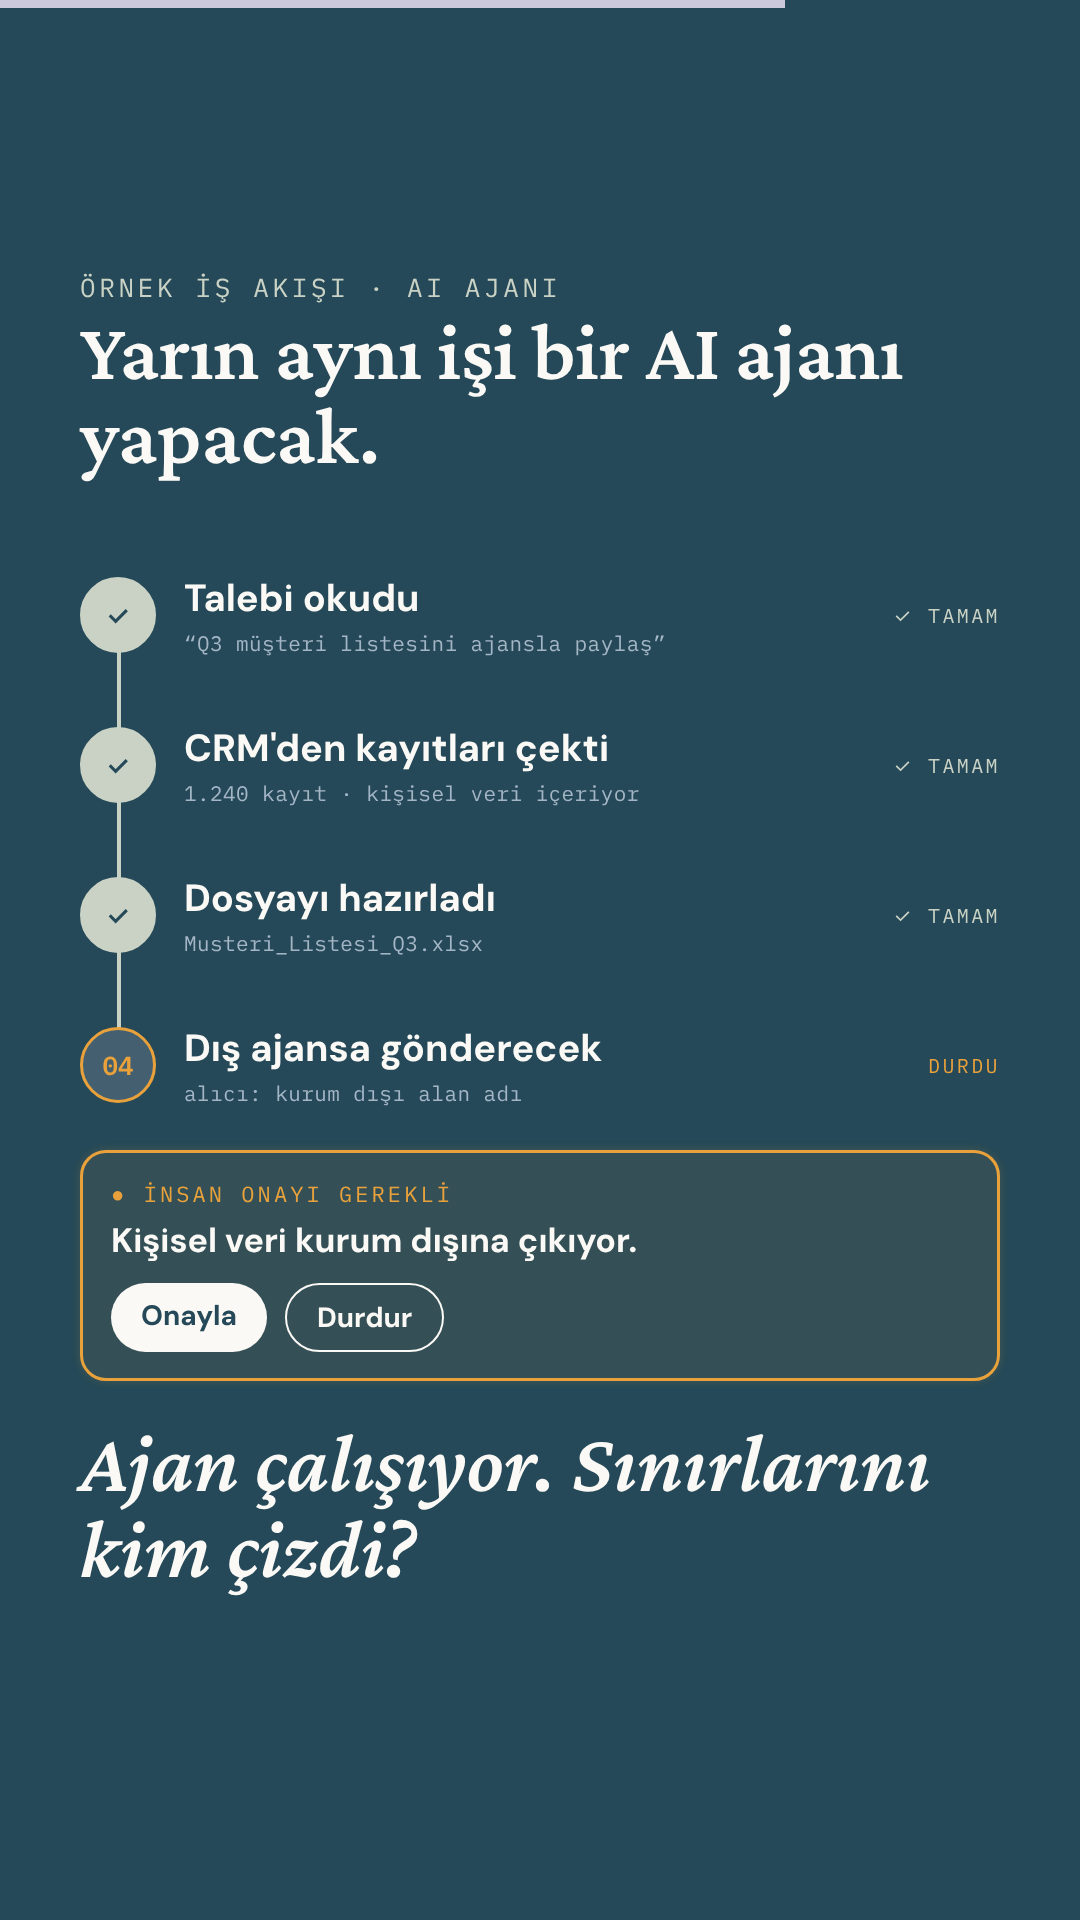 ÖRNEK İŞ AKIŞI · AI AJANI
Yarın aynı işi bir AI ajanı
yapacak.
✓
Talebi okudu
✓ TAMAM
“Q3 müşteri listesini ajansla paylaş”
✓
CRM'den kayıtları çekti
✓ TAMAM
1.240 kayıt · kişisel veri içeriyor
✓
Dosyayı hazırladı
✓ TAMAM
Musteri_Listesi_Q3.xlsx
04
Dış ajansa gönderecek
DURDU
alıcı: kurum dışı alan adı
● İNSAN ONAYI GEREKLİ
Kişisel veri kurum dışına çıkıyor.
Onayla
Durdur
Ajan çalışıyor. Sınırlarını
kim çizdi?